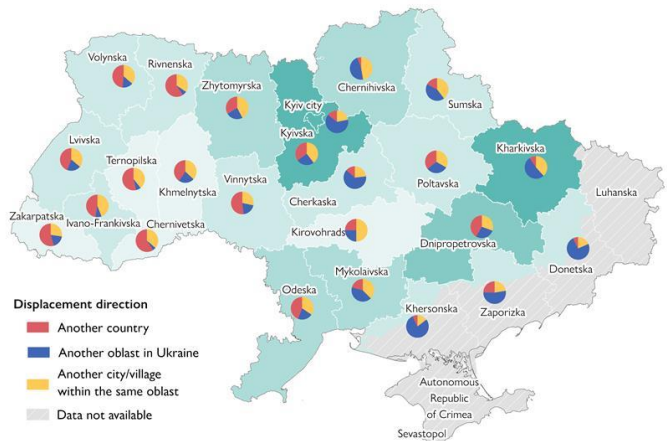 Volynska
Rivnenska
Zhytomyrska
Chernihivska
Kyiv city
Sumska
Kyivska
Lvivska
Ternopilska
Khmelnytska
Vinnytska
Cherkaska
Poltavska
Kharkivska
Luhanska
Zakarpatska
Ivano-Frankivska
Chernivetska
Kirovohrads
Dnipropetrovska
Donetska
Odeska
Mykolaivska
Khersonska
Zaporizka
Displacement direction
Another country
Another oblast in Ukraine
Another city/village
within the same oblast
Data not available
Autonomous
Republic
of Crimea
Sevastopol